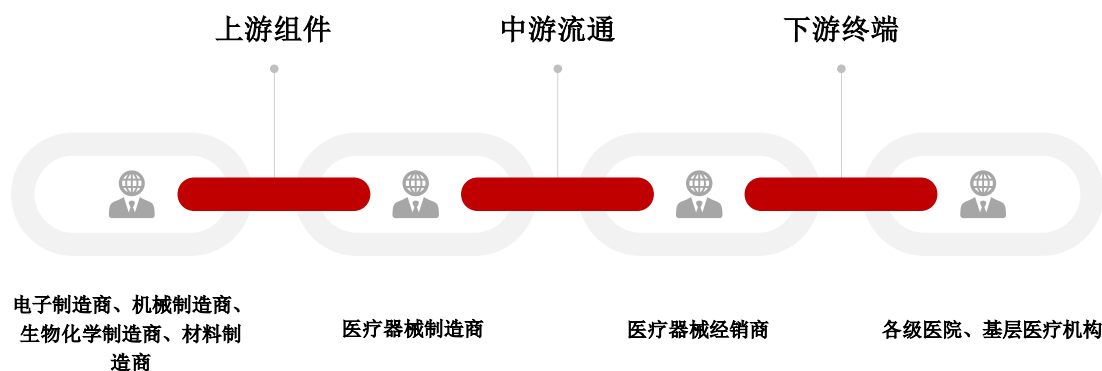 上游组件
中游流通
下游终端
电子制造商、机械制造商、
生物化学制造商、材料制
造商
医疗器械制造商
医疗器械经销商
各级医院、基层医疗机构